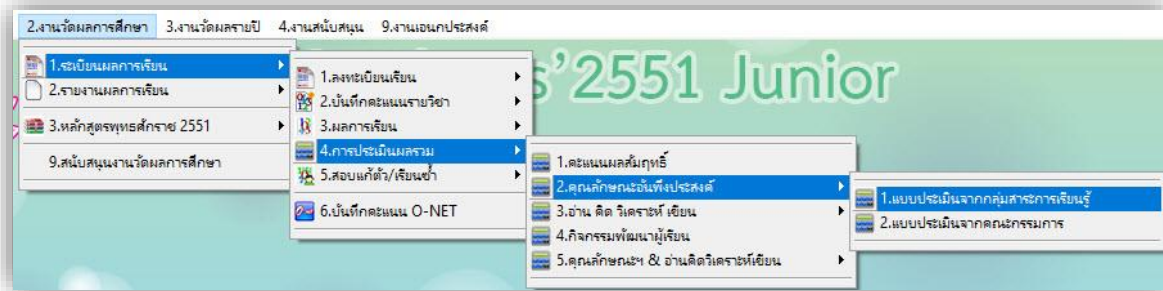 2.งานวัดผลการศึกษา 3.งานวัดผลรายปี 4.งานสนับสนุน 9.งานเอนกประสงค์
s'2551 Junior
1.ระเบียนผลการเรียน
2.รายงานผลการเรียน
3.หลักสูตรพุทธศักราช 2551
9.สนับสนุนงานวัดผลการศึกษา
1.ลงทะเบียนเรียน
2.บันทึกคะแนนรายวิชา
3.ผลการเรียน
4.การประเมินผลรวม
5.สอบแก้ตัว/เรียนซ้ำ
6.บันทึกคะแนน O-NET
1.คะแนนผลสัมฤทธิ์
2.คุณลักษณะอันพึงประสงค์
3.อ่าน คิด วิเคราะห์ เขียน
4.กิจกรรมพัฒนาผู้เรียน
5.คุณลักษณะฯ & อ่านคิดวิเคราะห์เขียน
1.แบบประเมินจากกลุ่มสาระการเรียนรู้
2.แบบประเมินจากคณะกรรมการ